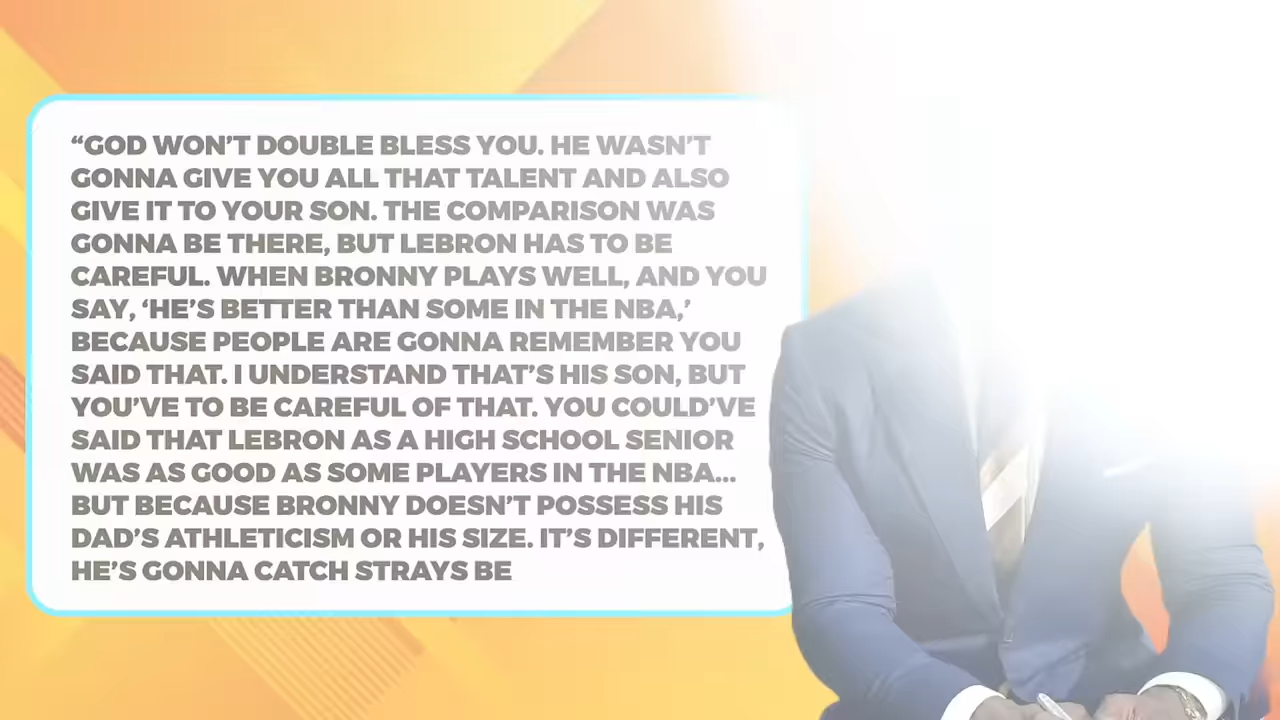 “GOD WON’T DOUBLE BLESS YOU. HE WASN’T
GONNA GIVE YOU ALL THAT TALENT AND ALSO
GIVE IT TO YOUR SON. THE COMPARISON WAS
GONNA BE THERE, BUT LEBRON HAS TO BE
CAREFUL. WHEN BRONNY PLAYS WELL, AND YOU
SAY, ‘HE’S BETTER THAN SOME IN THE NBA,’
BECAUSE PEOPLE ARE GONNA REMEMBER YOU
SAID THAT. I UNDERSTAND THAT’S HIS SON, BUT
YOU’VE TO BE CAREFUL OF THAT. YOU COULD’VE
SAID THAT LEBRON AS A HIGH SCHOOL SENIOR
WAS AS GOOD AS SOME PLAYERS IN THE NBA...
BUT BECAUSE BRONNY DOESN’T POSSESS HIS
DAD’S ATHLETICISM OR HIS SIZE. IT’S DIFFERENT,
HE’S GONNA CATCH STRAYS BE